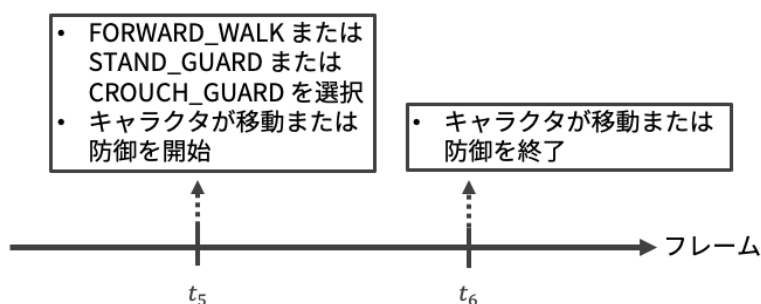 • FORWARD_WALK または
STAND_GUARD または
CROUCH_GUARD を選択
• キャラクタが移動または
防御を開始
• キャラクタが移動または
防御を終了
フレーム
t5
t6